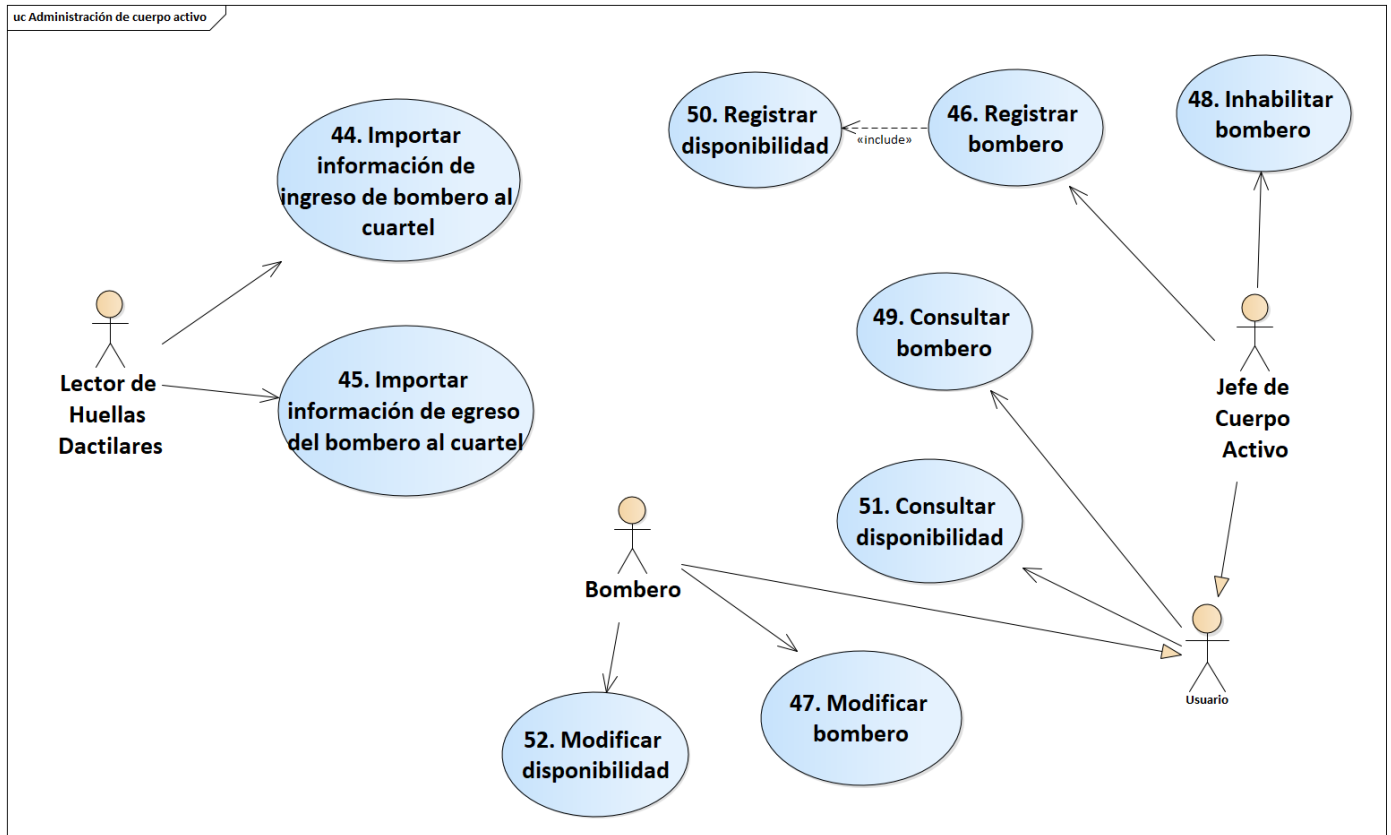 uc Administración de cuerpo activo
44. Importar
información de
ingreso de bombero al
cuartel
50. Registrar
disponibilidad
«include»
46. Registrar
bombero
48. Inhabilitar
bombero
Lector de
Huellas
Dactilares
45. Importar
información de egreso
del bombero al cuartel
49. Consultar
bombero
Jefe de
Cuerpo
Activo
51. Consultar
disponibilidad
Bombero
52. Modificar
disponibilidad
47. Modificar
bombero
Usuario